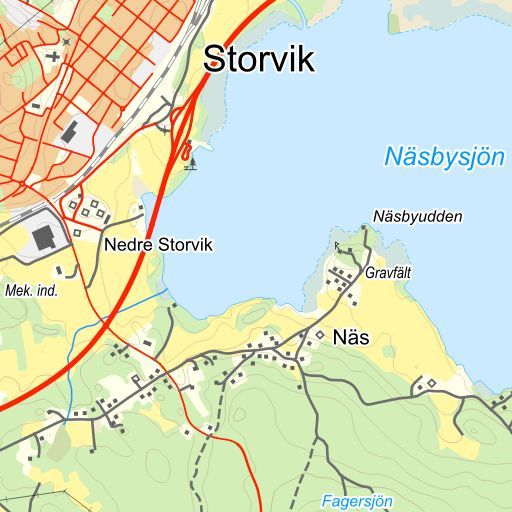 Storvik
Näsbysjön
Näsbyudden
Nedre Storvik
Gravfält
Mek. ind.
Näs
Fagersjön